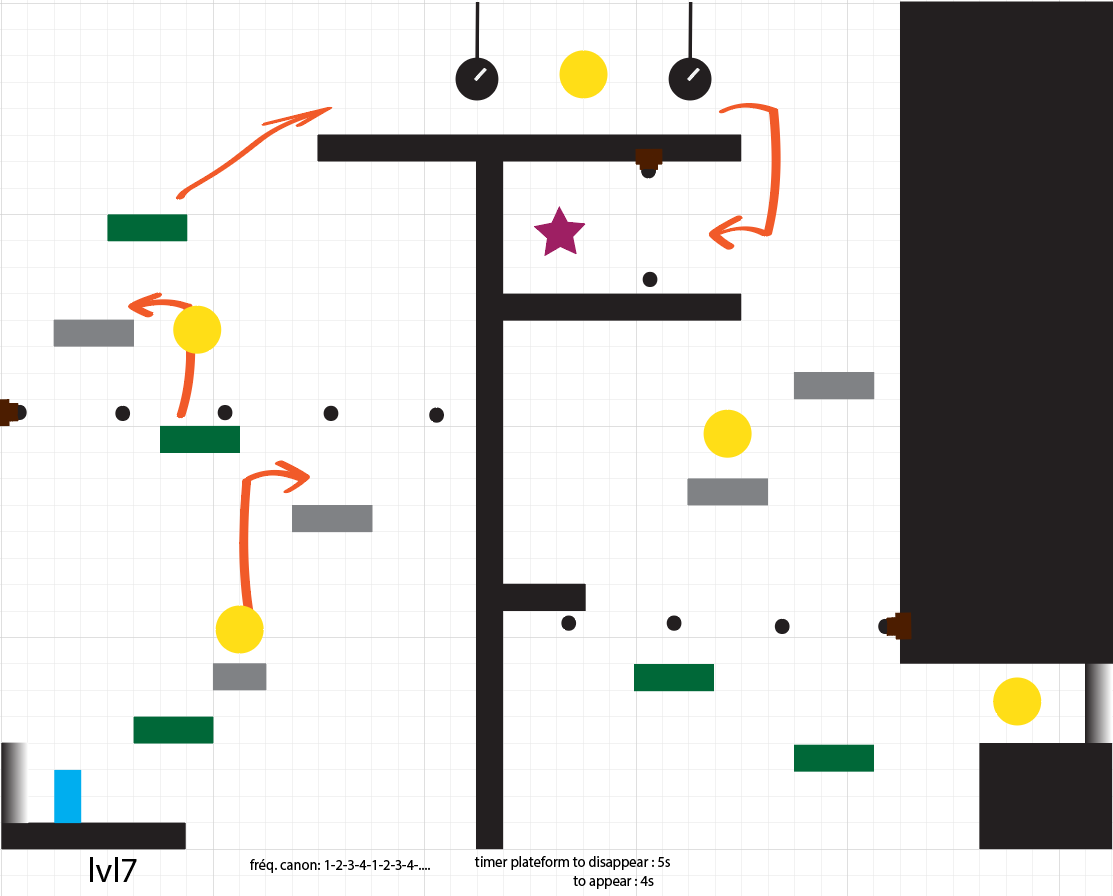 lvl7
fréq. canon: 1-2-3-4-1-2-3-4-....
timer plateform to disappear : 5s
to appear : 4s